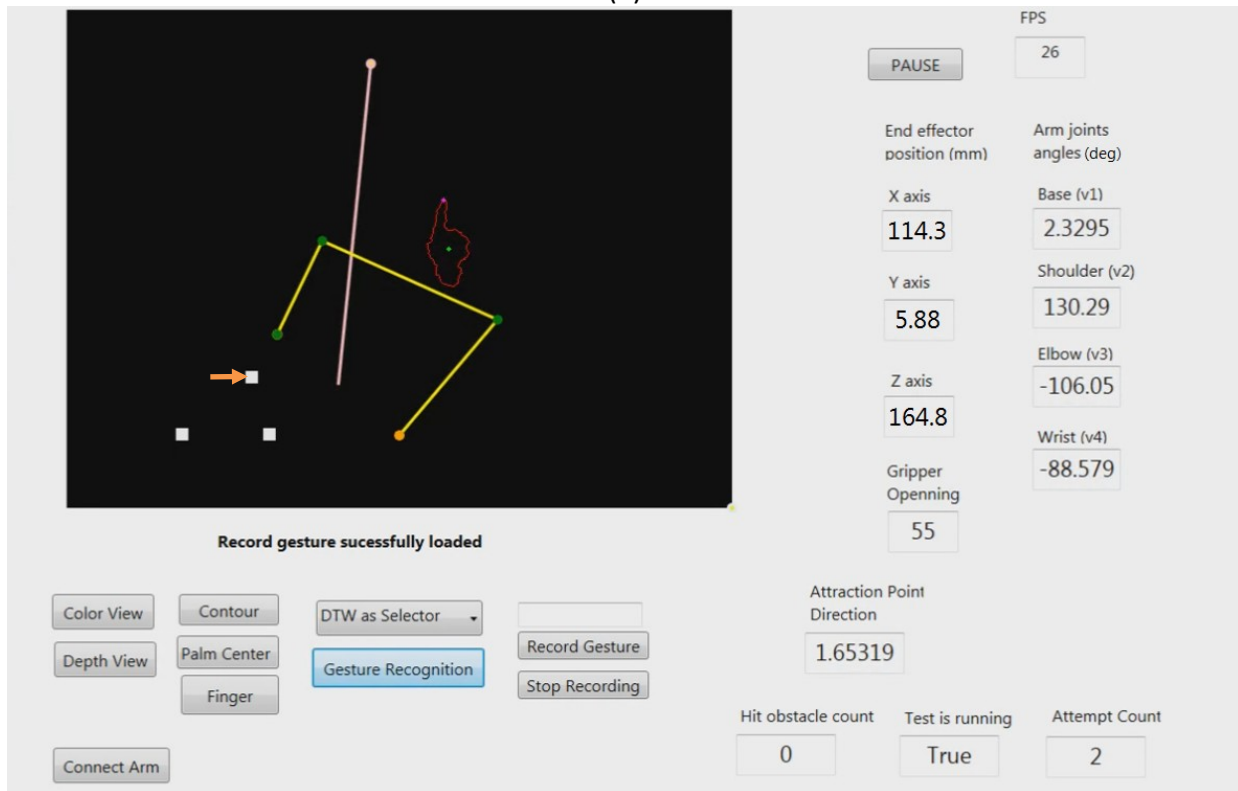 FPS
PAUSE
26
End effector
position (mm)
Arm joints
angles (deg)
X axis
114.3
Base (v1)
2.3295
Y axis
5.88
Shoulder (v2)
130.29
Z axis
164.8
Elbow (v3)
-106.05
Gripper
Openning
55
Wrist (v4)
-88.579
Record gesture sucessfully loaded
Color View
Contour
DTW as Selector
Depth View
Palm Center
Gesture Recognition
Record Gesture
Finger
Stop Recording
Attraction Point
Direction
1.65319
Hit obstacle count
0
Test is running
True
Attempt Count
2
Connect Arm